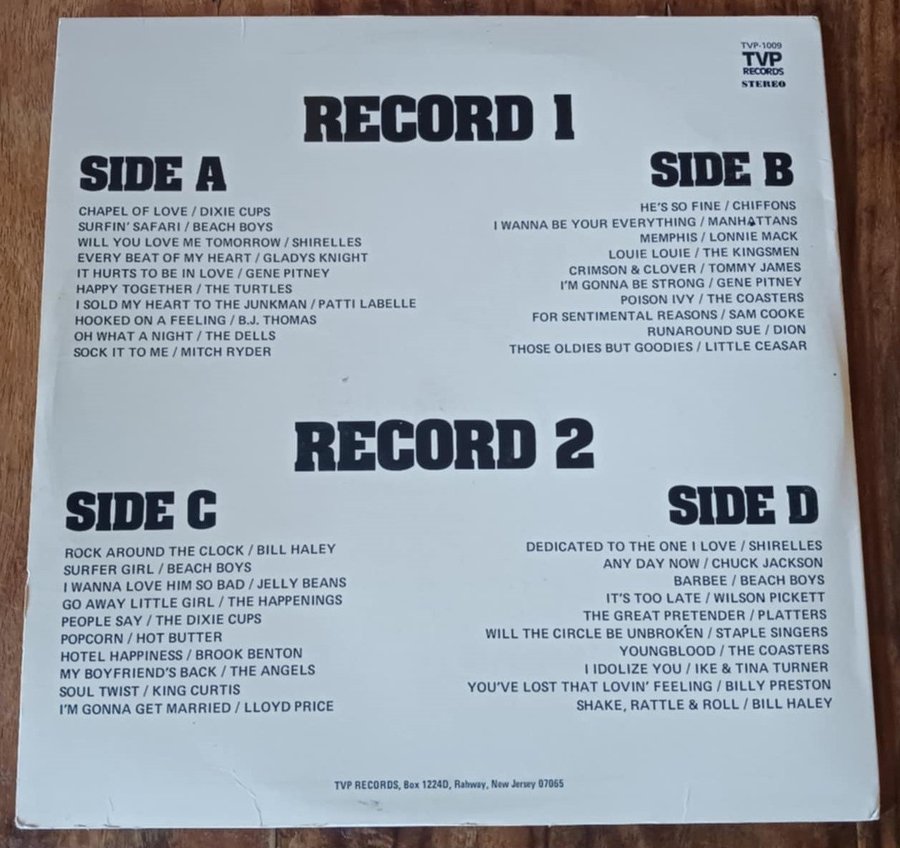 TVP-1009
TVP
RECORDS
STEREO
RECORD 1
SIDE A
CHAPEL OF LOVE / DIXIE CUPS
SURFIN' SAFARI / BEACH BOYS
WILL YOU LOVE ME TOMORROW / SHIRELLES
EVERY BEAT OF MY HEART / GLADYS KNIGHT
IT HURTS TO BE IN LOVE / GENE PITNEY
HAPPY TOGETHER / THE TURTLES
I SOLD MY HEART TO THE JUNKMAN / PATTI LABELLE
HOOKED ON A FEELING / B.J. THOMAS
OH WHAT A NIGHT / THE DELLS
SOCK IT TO ME / MITCH RYDER
SIDE B
HE'S SO FINE / CHIFFONS
I WANNA BE YOUR EVERYTHING / MANHATTANS
MEMPHIS / LONNIE MACK
LOUIE LOUIE / THE KINGSMEN
CRIMSON & CLOVER / TOMMY JAMES
I'M GONNA BE STRONG / GENE PITNEY
POISON IVY / THE COASTERS
FOR SENTIMENTAL REASONS / SAM COOKE
RUNAROUND SUE / DION
THOSE OLDIES BUT GOODIES / LITTLE CEASAR
RECORD 2
SIDE C
ROCK AROUND THE CLOCK / BILL HALEY
SURFER GIRL / BEACH BOYS
I WANNA LOVE HIM SO BAD / JELLY BEANS
GO AWAY LITTLE GIRL / THE HAPPENINGS
PEOPLE SAY / THE DIXIE CUPS
POPCORN / HOT BUTTER
HOTEL HAPPINESS / BROOK BENTON
MY BOYFRIEND'S BACK / THE ANGELS
SOUL TWIST / KING CURTIS
I'M GONNA GET MARRIED / LLOYD PRICE
SIDE D
DEDICATED TO THE ONE I LOVE / SHIRELLES
ANY DAY NOW / CHUCK JACKSON
BARBEE / BEACH BOYS
IT'S TOO LATE / WILSON PICKETT
THE GREAT PRETENDER / PLATTERS
WILL THE CIRCLE BE UNBROKEN / STAPLE SINGERS
YOUNGBLOOD / THE COASTERS
I IDOLIZE YOU / IKE & TINA TURNER
YOU'VE LOST THAT LOVIN' FEELING / BILLY PRESTON
SHAKE, RATTLE & ROLL / BILL HALEY
TVP RECORDS, Box 1224D, Rahway, New Jersey 07065